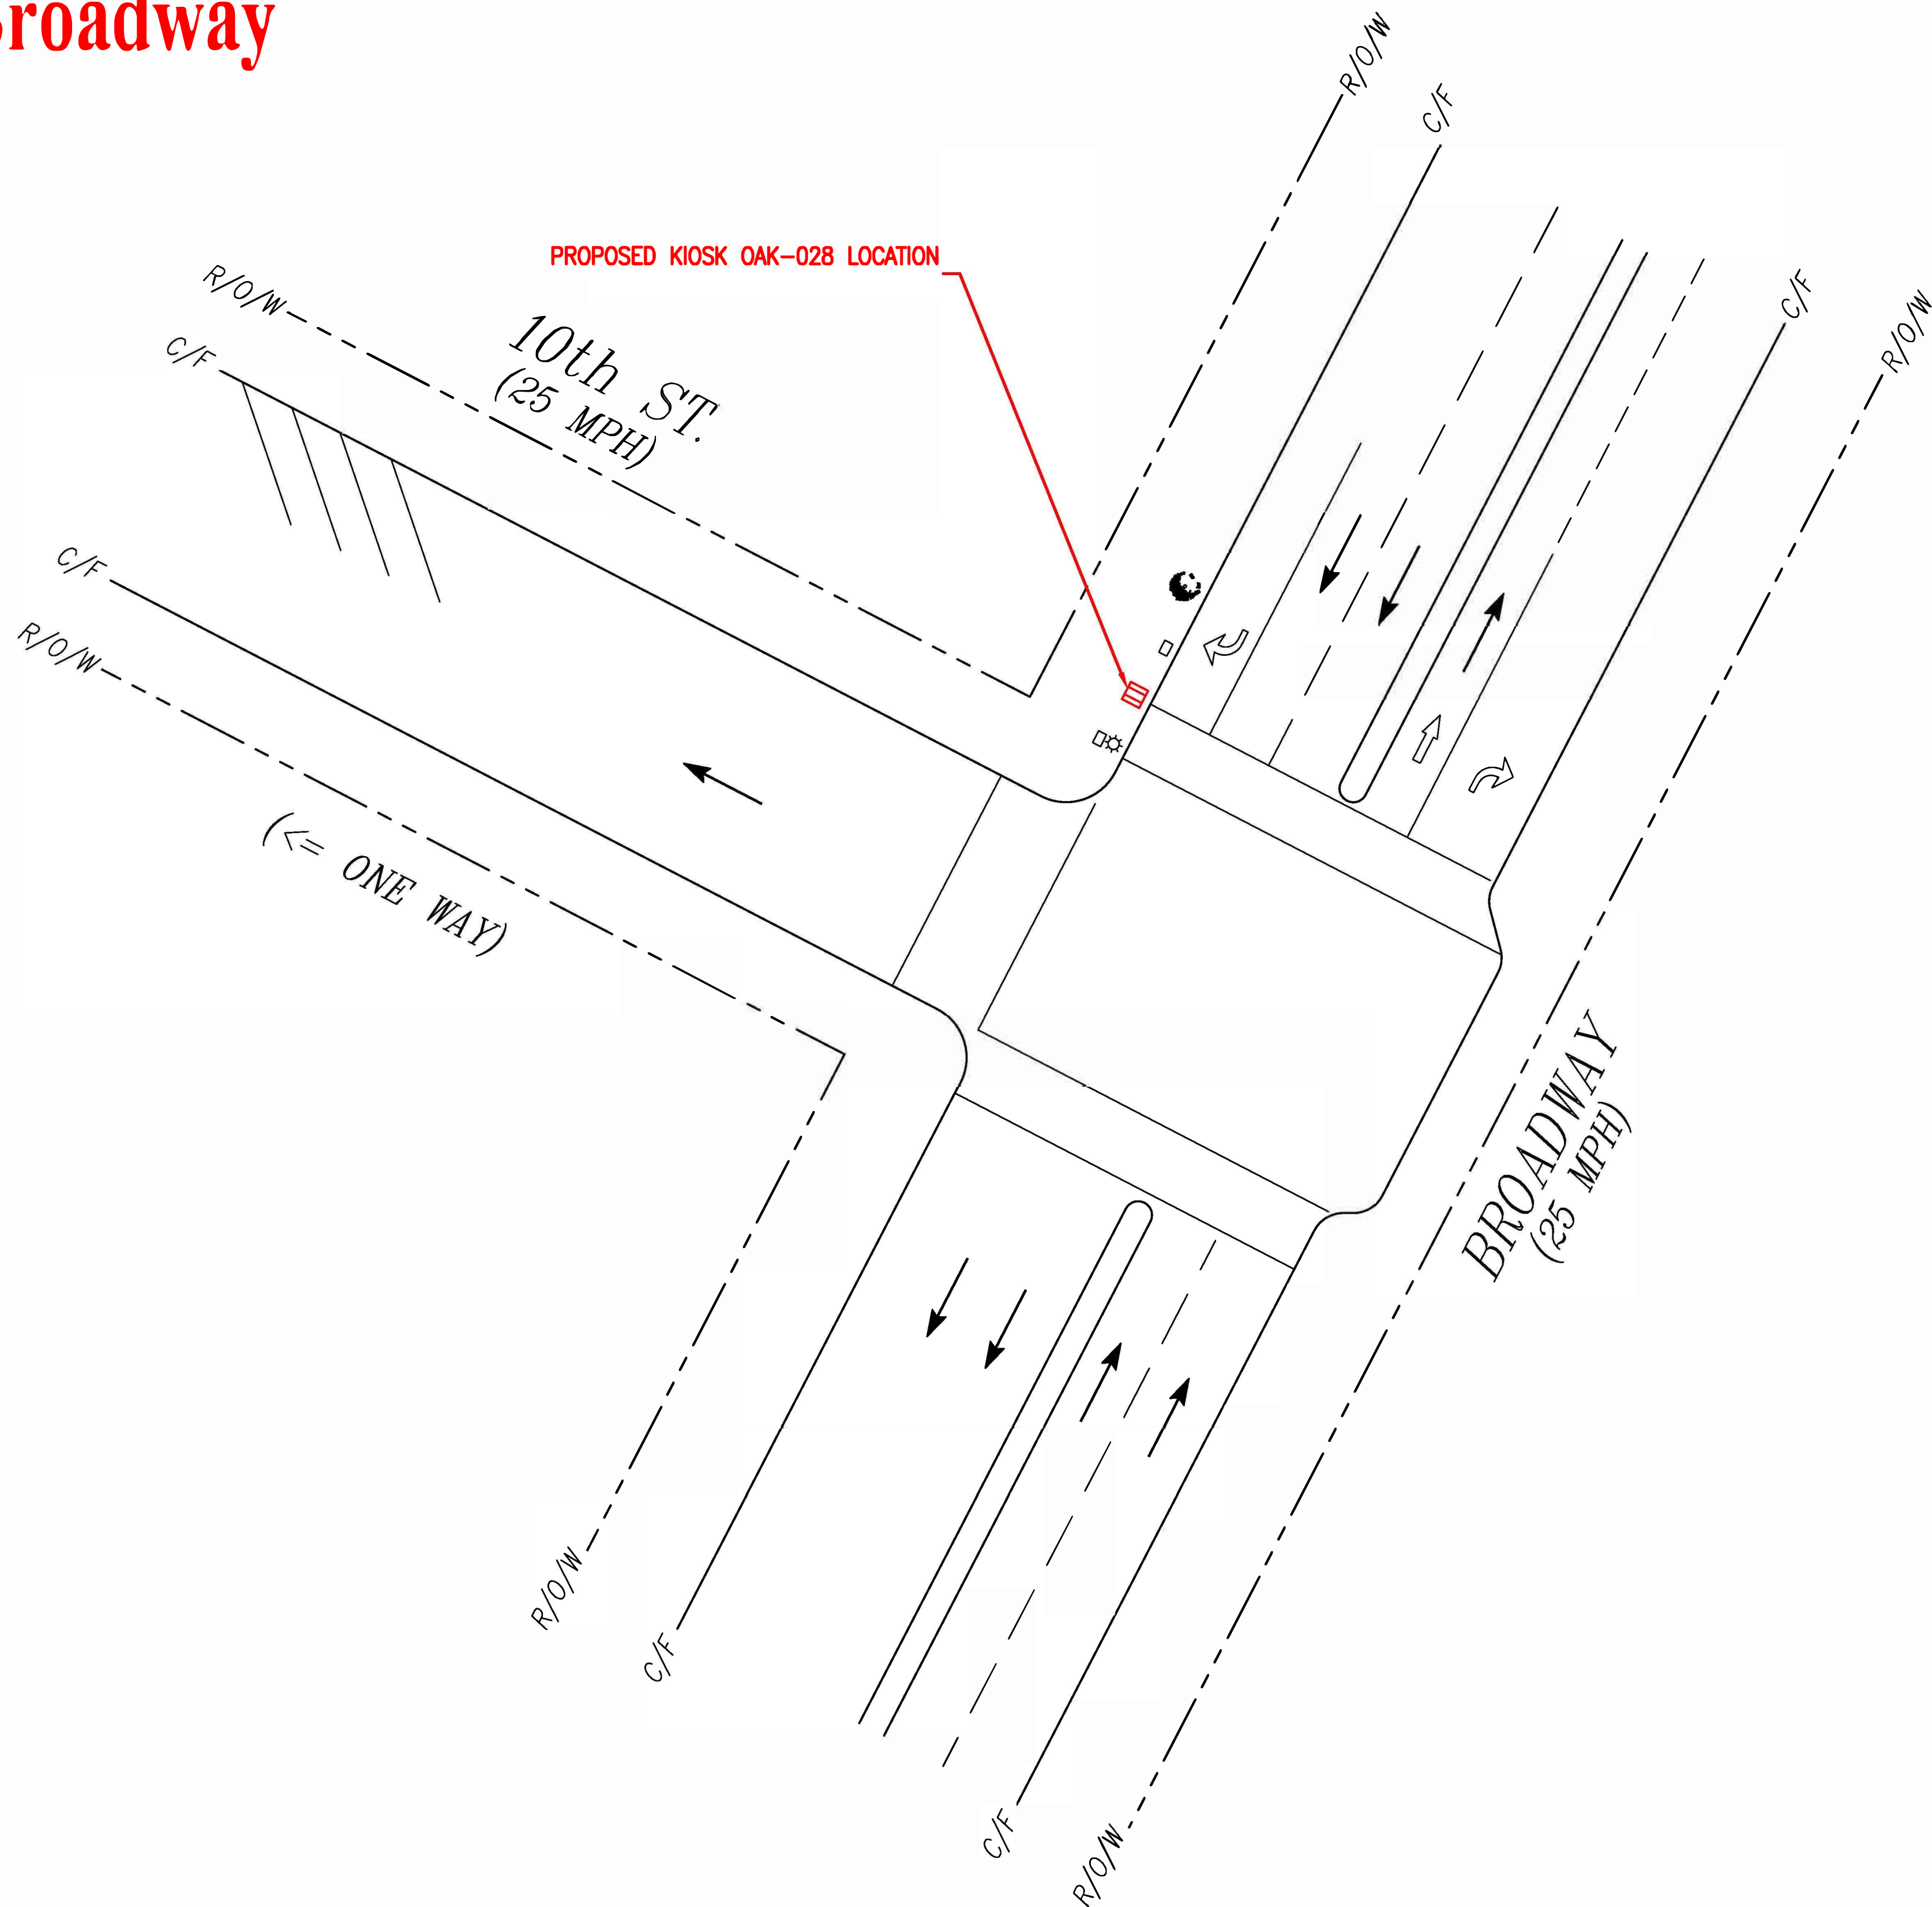 roadway
R/O/W
C/F
PROPOSED KIOSK OAK-028 LOCATION
R/O/W
C/F
10th ST.
(25 MPH)
C/F
R/O/W
C/F
R/O/W
(<= ONE WAY)
BROADWAY
(25 MPH)
R/O/W
C/F
C/F
R/O/W